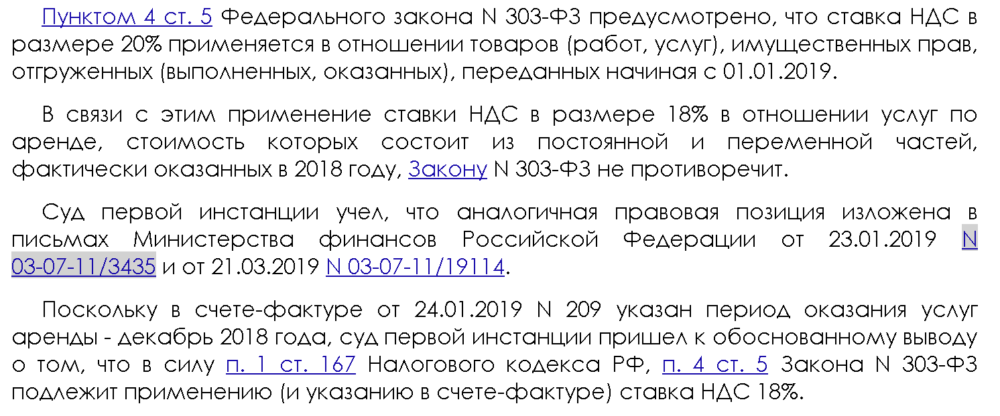 Пунктом 4 ст. 5 Федерального закона N 303-ФЗ предусмотрено, что ставка НДС в
размере 20% применяется в отношении товаров (работ, услуг), имущественных прав,
отгруженных (выполненных, оказанных), переданных начиная с 01.01.2019.
В связи с этим применение ставки НДС в размере 18% в отношении услуг по
аренде, стоимость которых состоит из постоянной и переменной частей,
фактически оказанных в 2018 году, Закону N 303-ФЗ не противоречит.
Суд первой инстанции учел, что аналогичная правовая позиция изложена в
письмах Министерства финансов Российской Федерации от 23.01.2019 N
03-07-11/3435 и от 21.03.2019 N 03-07-11/19114.
Поскольку в счете-фактуре от 24.01.2019 N 209 указан период оказания услуг
аренды - декабрь 2018 года, суд первой инстанции пришел к обоснованному выводу
о том, что в силу п. 1 ст. 167 Налогового кодекса РФ, п. 4 ст. 5 Закона N 303-ФЗ
подлежит применению (и указанию в счете-фактуре) ставка НДС 18%.